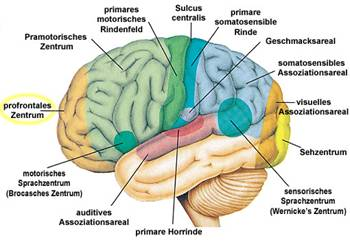 primares
motorisches
Rindenfeld
Sulcus
centralis
primare
somatosensible
Rinde
Geschmacksareal
Pramotorisches
Zentrum
somatosensibles
Assoziationsareal
profrontales
Zentrum
visuelles
Assoziationsareal
Sehzentrum
motorisches
Sprachzentrum
(Brocasches Zentrum)
auditives
Assoziationsareal
primare Horrinde
sensorisches
Sprachzentrum
(Wernicke's Zentrum)